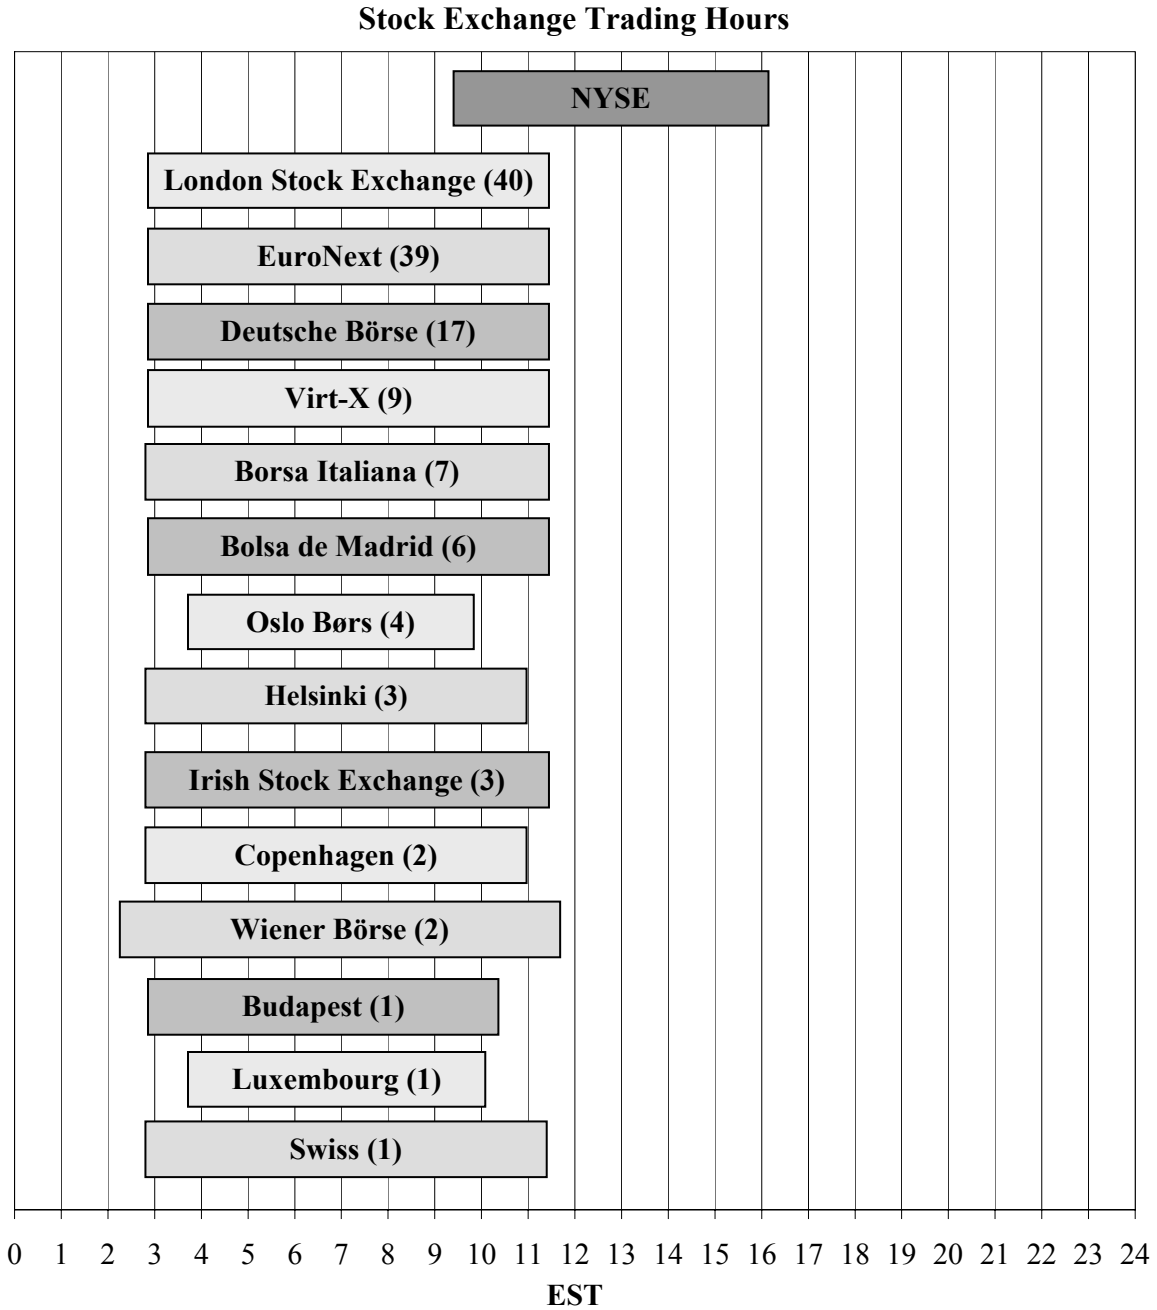 Stock Exchange Trading Hours
NYSE
London Stock Exchange (40)
EuroNext (39)
Deutsche Börse (17)
Virt-X (9)
Borsa Italiana (7)
Bolsa de Madrid (6)
Oslo Børs (4)
Helsinki (3)
Irish Stock Exchange (3)
Copenhagen (2)
Wiener Börse (2)
Budapest (1)
Luxembourg (1)
Swiss (1)
0 1 2 3 4 5 6 7 8 9 10 11 12 13 14 15 16 17 18 19 20 21 22 23 24
EST